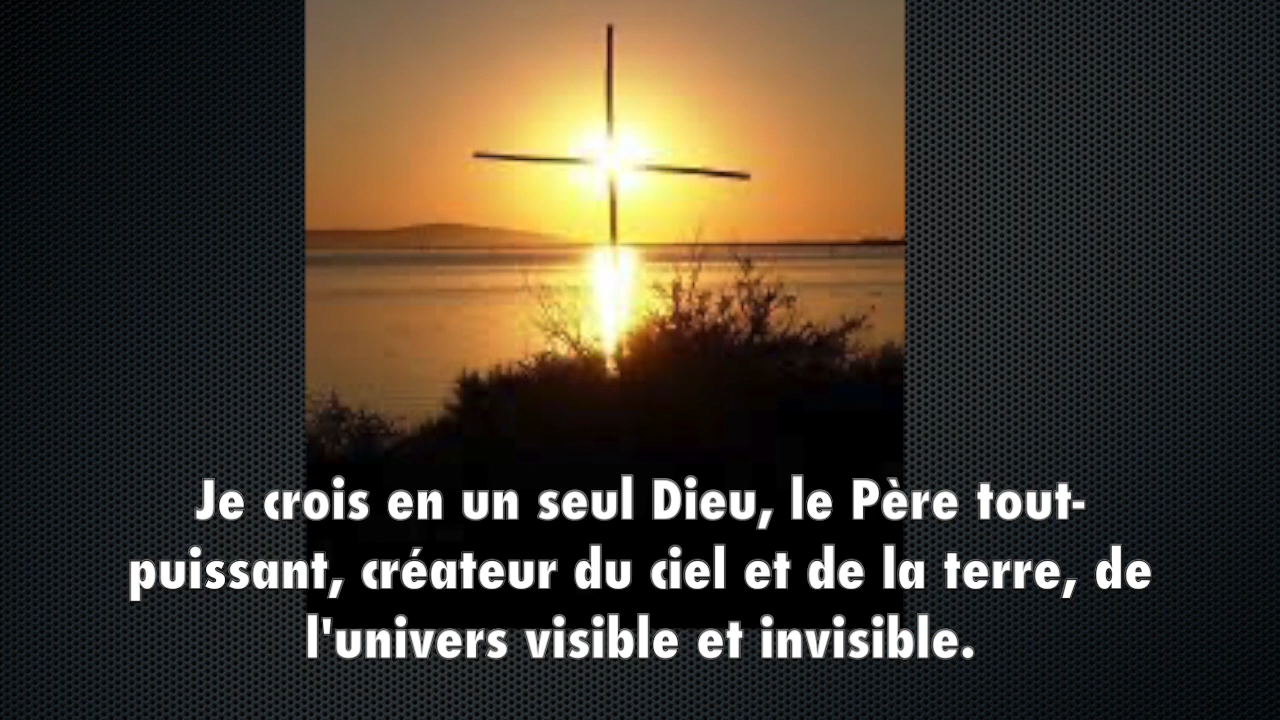 Je crois en un seul Dieu, le Père tout-
puissant, créateur du ciel et de la terre, de
l'univers visible et invisible.